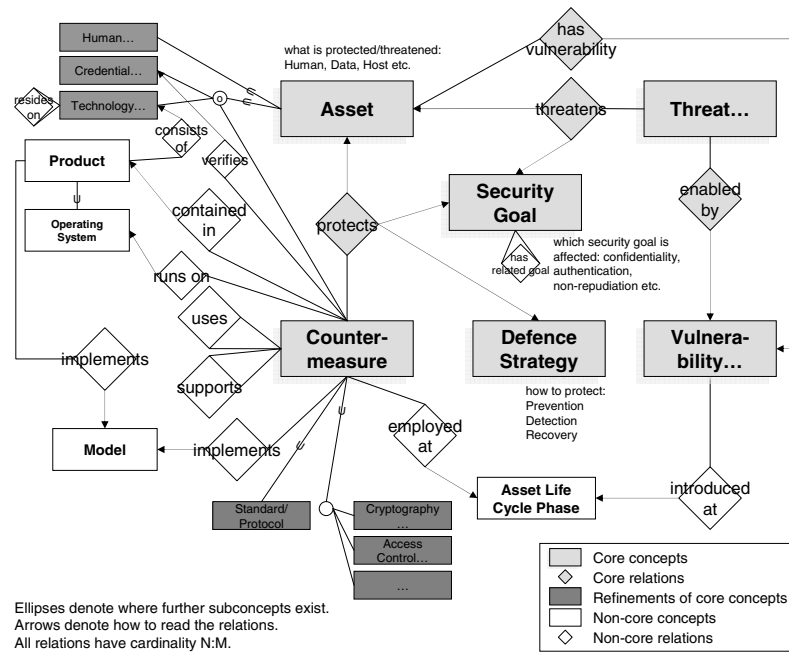 Human…
Credential…
Technology…
resides
on
o
what is protected/threatened:
Human, Data, Host etc.
has
vulnerability
Asset
threatens
Threat…
consists
of
verifies
Product
U
Operating
System
contained
in
runs on
protects
Security
Goal
has
related goal
which security goal is
affected: confidentiality,
authentication,
non-repudiation etc.
enabled
by
uses
supports
implements
Counter-
measure
Defence
Strategy
Vulnera-
bility…
how to protect:
Prevention
Detection
Recovery
Model
implements
employed
at
Asset Life
Cycle Phase
introduced
at
U
U
Standard/
Protocol
Cryptography
…
Access
Control…
…
Core concepts
Core relations
Refinements of core concepts
Non-core concepts
Non-core relations
Ellipses denote where further subconcepts exist.
Arrows denote how to read the relations.
All relations have cardinality N:M.